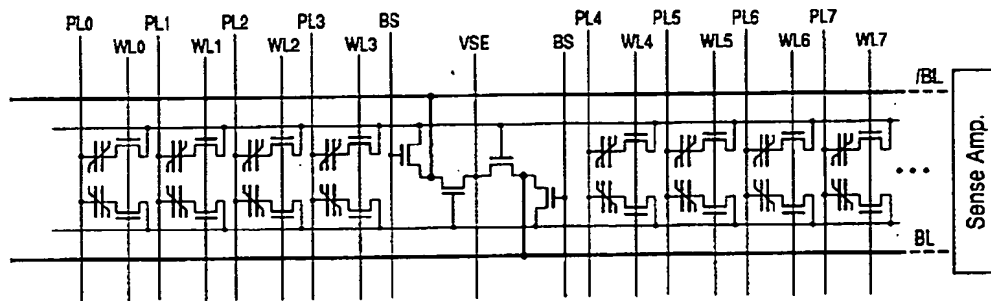 PL0 PL1 PL2 PL3 BS PL4 PL5 PL6 PL7
WL0 WL1 WL2 WL3 VSE BS WL4 WL5 WL6 WL7
/BL
Sense Amp.
BL